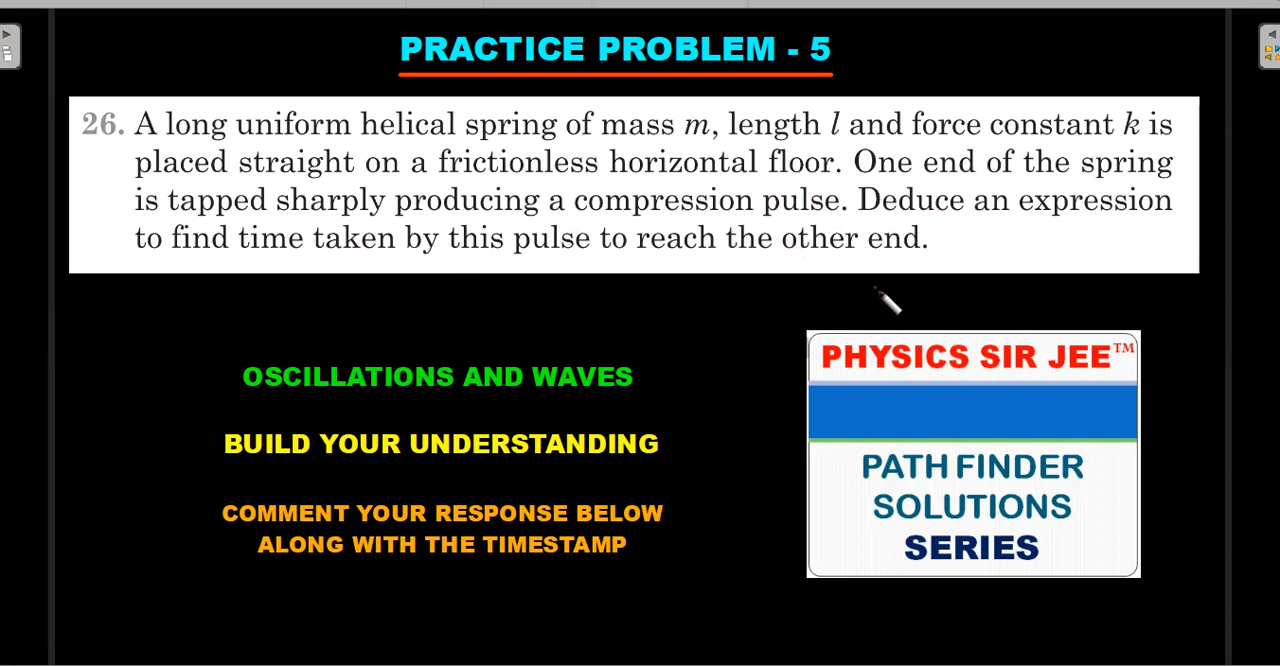 PRACTICE PROBLEM - 5
26. A long uniform helical spring of mass m, length l and force constant k is
placed straight on a frictionless horizontal floor. One end of the spring
is tapped sharply producing a compression pulse. Deduce an expression
to find time taken by this pulse to reach the other end.
OSCILLATIONS AND WAVES
BUILD YOUR UNDERSTANDING
COMMENT YOUR RESPONSE BELOW
ALONG WITH THE TIMESTAMP
PHYSICS SIR JEE™
PATH FINDER
SOLUTIONS
SERIES